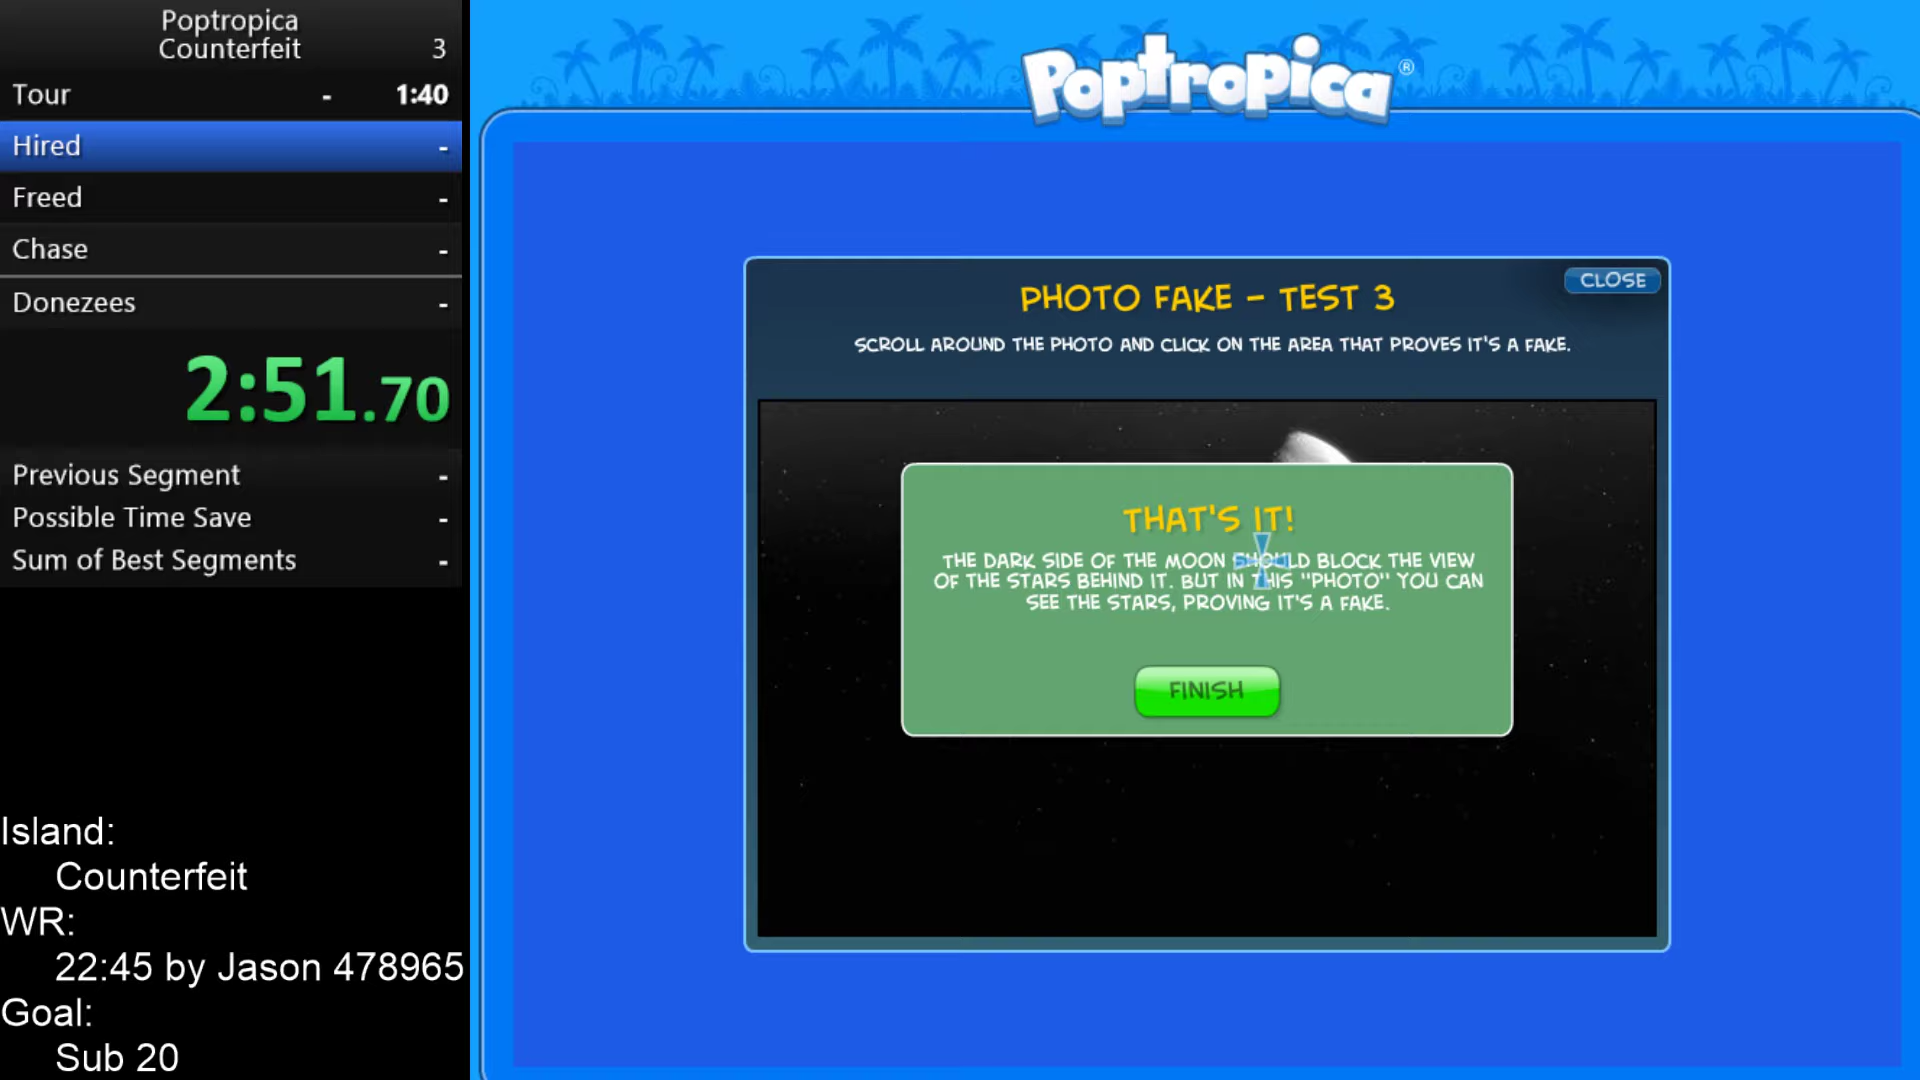 Poptropica
Counterfeit 3
Tour - 1:40
Hired -
Freed -
Chase -
Donezees -
2:51.70
Previous Segment -
Possible Time Save -
Sum of Best Segments -
Island:
Counterfeit
WR:
22:45 by Jason 478965
Goal:
Sub 20
Poptropica®
CLOSE
PHOTO FAKE - TEST 3
SCROLL AROUND THE PHOTO AND CLICK ON THE AREA THAT PROVES IT'S A FAKE.
THAT'S IT!
THE DARK SIDE OF THE MOON SHOULD BLOCK THE VIEW
OF THE STARS BEHIND IT. BUT IN THIS "PHOTO" YOU CAN
SEE THE STARS, PROVING IT'S A FAKE.
FINISH